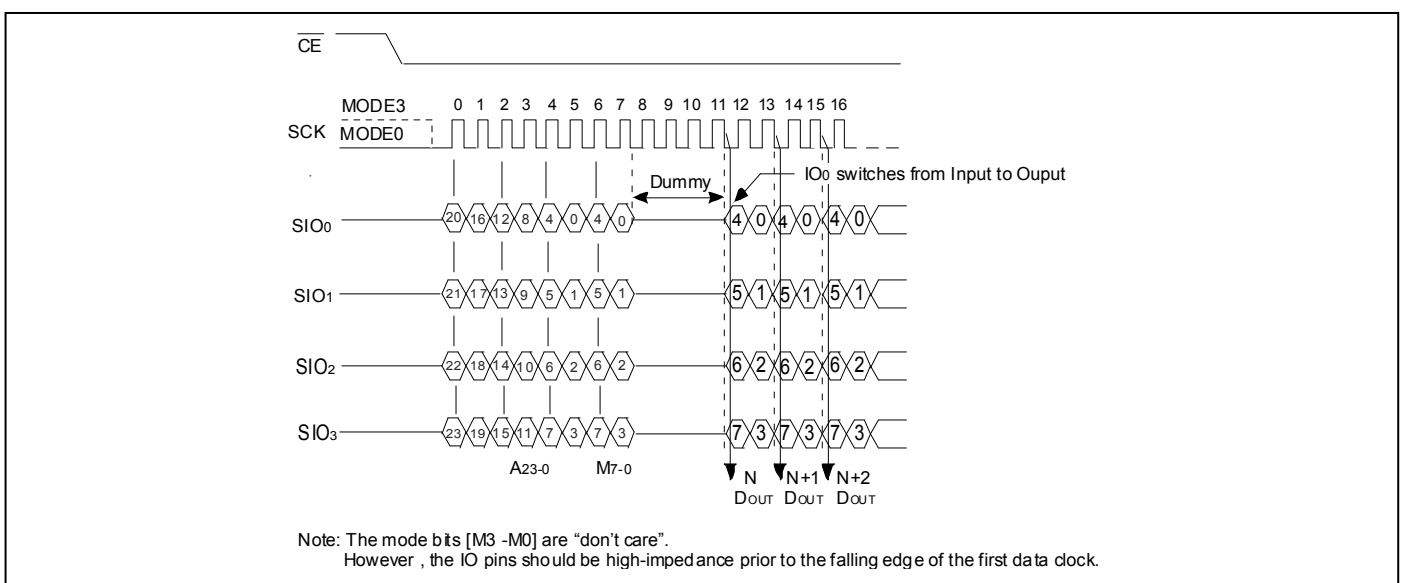 CE
MODE3 0 1 2 3 4 5 6 7 8 9 10 11 12 13 14 15 16
SCK MODE0
Dummy IO0 switches from Input to Ouput
SIO0 20 16 12 8 4 0 4 0 4 0 4 0 4 0
SIO1 21 17 13 9 5 1 5 1 5 1 5 1 5 1
SIO2 22 18 14 10 6 2 6 2 6 2 6 2 6 2
SIO3 23 19 15 11 7 3 7 3 7 3 7 3 7 3
A23-0 M7-0 N N+1 N+2
DOUT DOUT DOUT
Note: The mode bits [M3 -M0] are “don’t care”.
However , the IO pins should be high-impedance prior to the falling edge of the first data clock.